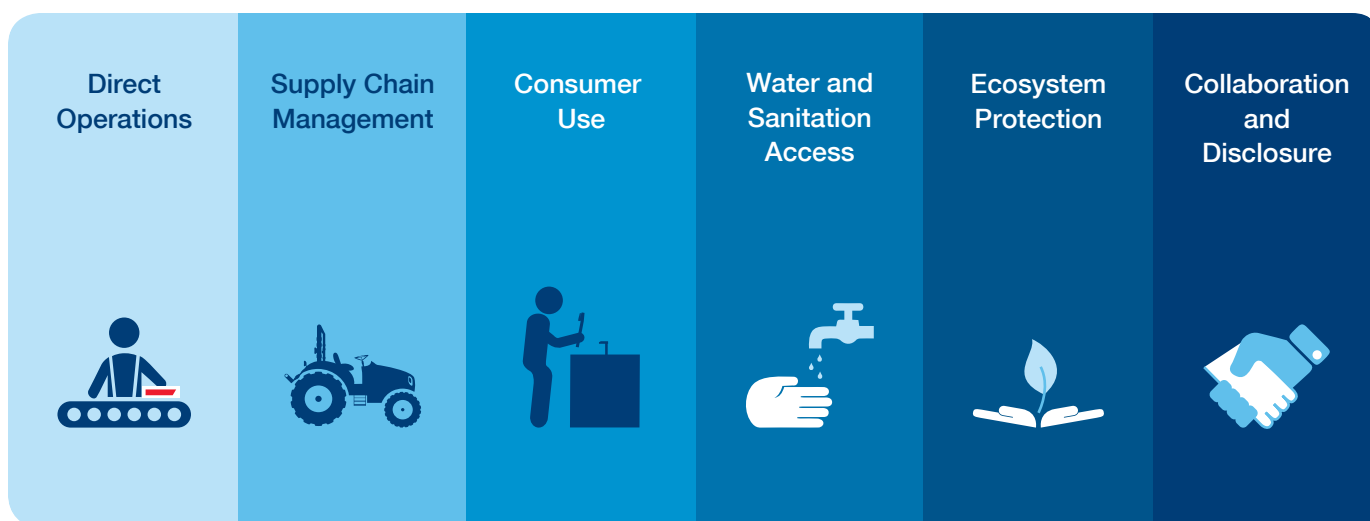 Direct
Operations
Supply Chain
Management
Consumer
Use
Water and
Sanitation
Access
Ecosystem
Protection
Collaboration
and
Disclosure